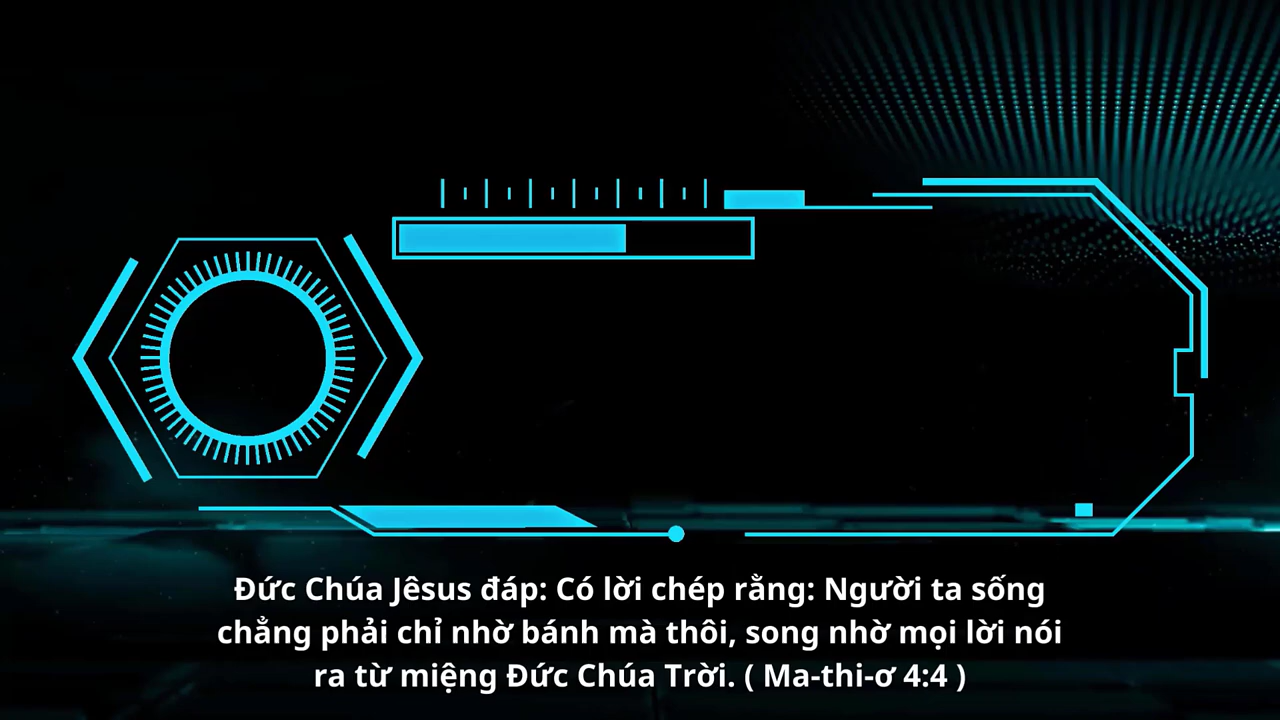 Đức Chúa Jêsus đáp: Có lời chép rằng: Người ta sống
chẳng phải chỉ nhờ bánh mà thôi, song nhờ mọi lời nói
ra từ miệng Đức Chúa Trời. ( Ma-thi-ơ 4:4 )